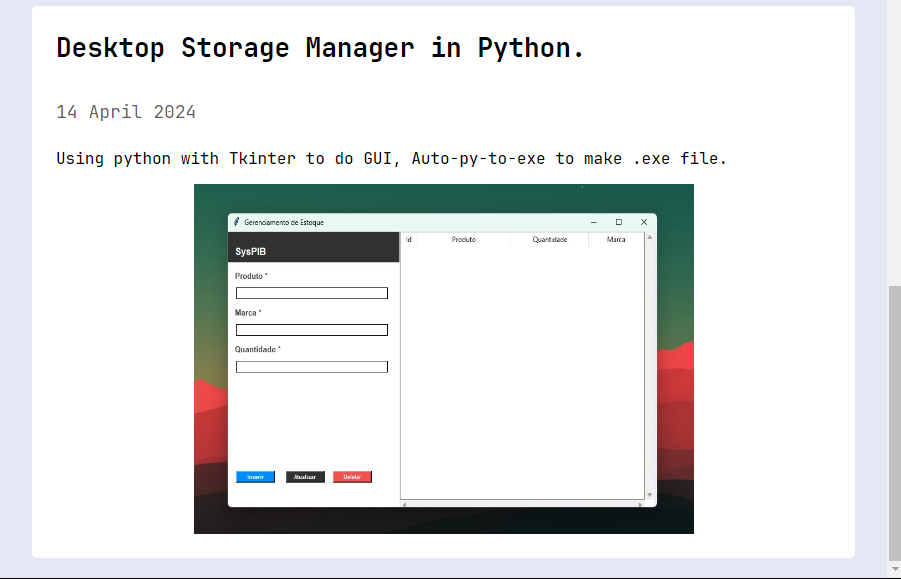 Desktop Storage Manager in Python.
14 April 2024
Using python with Tkinter to do GUI, Auto-py-to-exe to make .exe file.
Gerenciamento de Estoque
SysPIB
Id Produto Quantidade Marca
Produto *
Marca *
Quantidade *
Inserir Atualizar Deletar